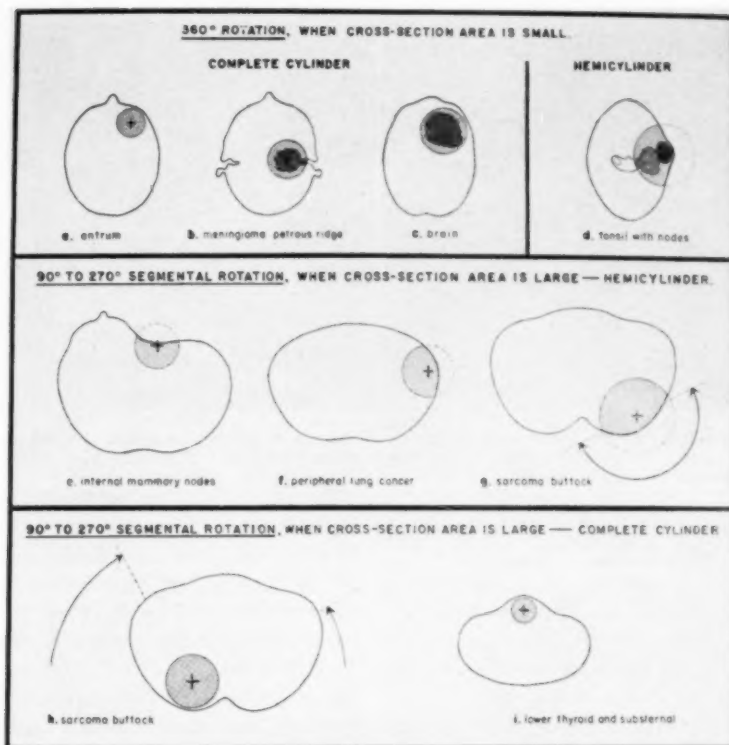 360° ROTATION, WHEN CROSS-SECTION AREA IS SMALL.
COMPLETE CYLINDER
HEMICYLINDER
a. antrum
b. meningioma petrous ridge
c. brain
d. tonsil with nodes
90° TO 270° SEGMENTAL ROTATION, WHEN CROSS-SECTION AREA IS LARGE — HEMICYLINDER.
e. internal mammary nodes
f. peripheral lung cancer
g. sarcoma buttock
90° TO 270° SEGMENTAL ROTATION, WHEN CROSS-SECTION AREA IS LARGE — COMPLETE CYLINDER
h. sarcoma buttock
i. lower thyroid and substernal